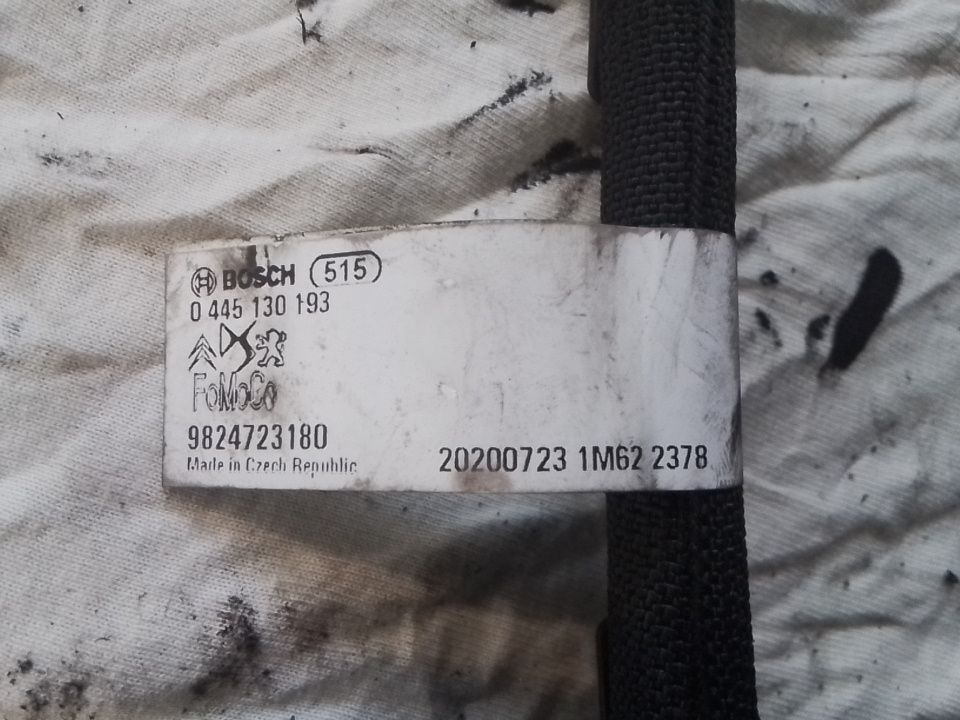 BOSCH 515
0 445 130 193
FoMoCo
9824723180
Made in Czech Republic
20200723 1M62 2378